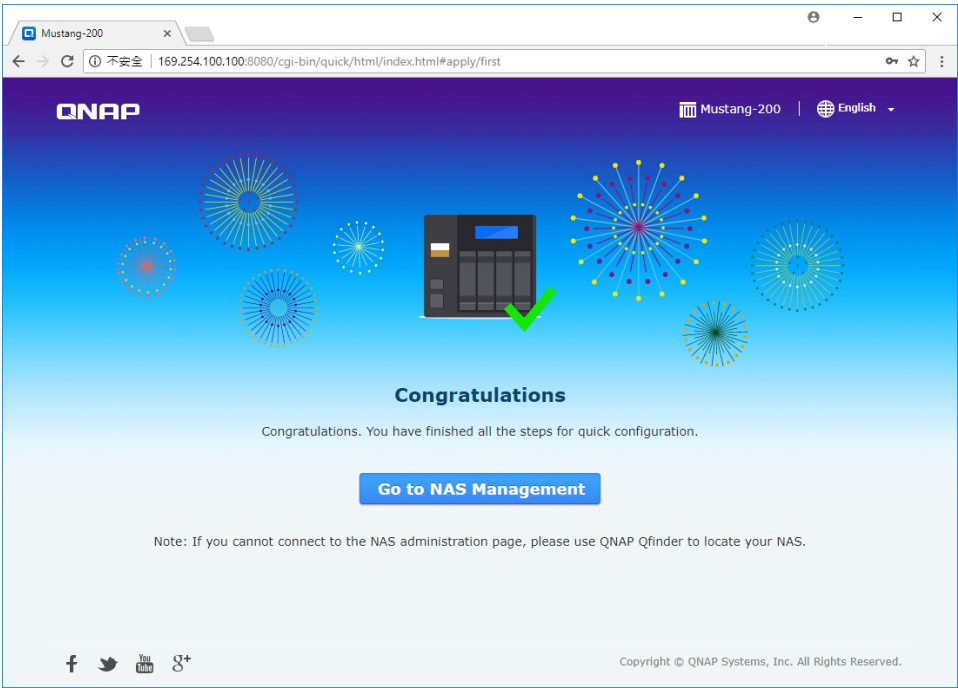 Mustang-200
不安全 | 169.254.100.100:8080/cgi-bin/quick/html/index.html#apply/first
QNAP
Mustang-200 | English
Congratulations
Congratulations. You have finished all the steps for quick configuration.
Go to NAS Management
Note: If you cannot connect to the NAS administration page, please use QNAP Qfinder to locate your NAS.
f You Tube g+
Copyright © QNAP Systems, Inc. All Rights Reserved.